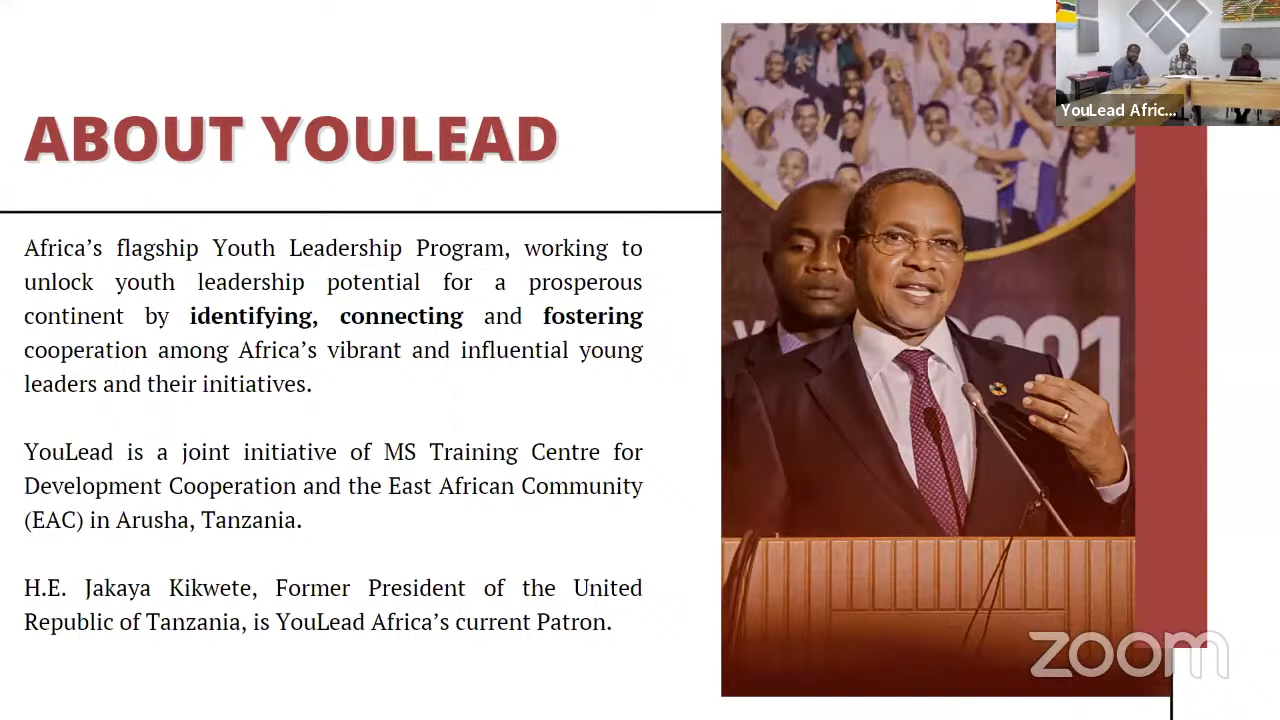 ABOUT YOULEAD
Africa’s flagship Youth Leadership Program, working to
unlock youth leadership potential for a prosperous
continent by identifying, connecting and fostering
cooperation among Africa’s vibrant and influential young
leaders and their initiatives.
YouLead is a joint initiative of MS Training Centre for
Development Cooperation and the East African Community
(EAC) in Arusha, Tanzania.
H.E. Jakaya Kikwete, Former President of the United
Republic of Tanzania, is YouLead Africa’s current Patron.
YouLead Afric...
zoom